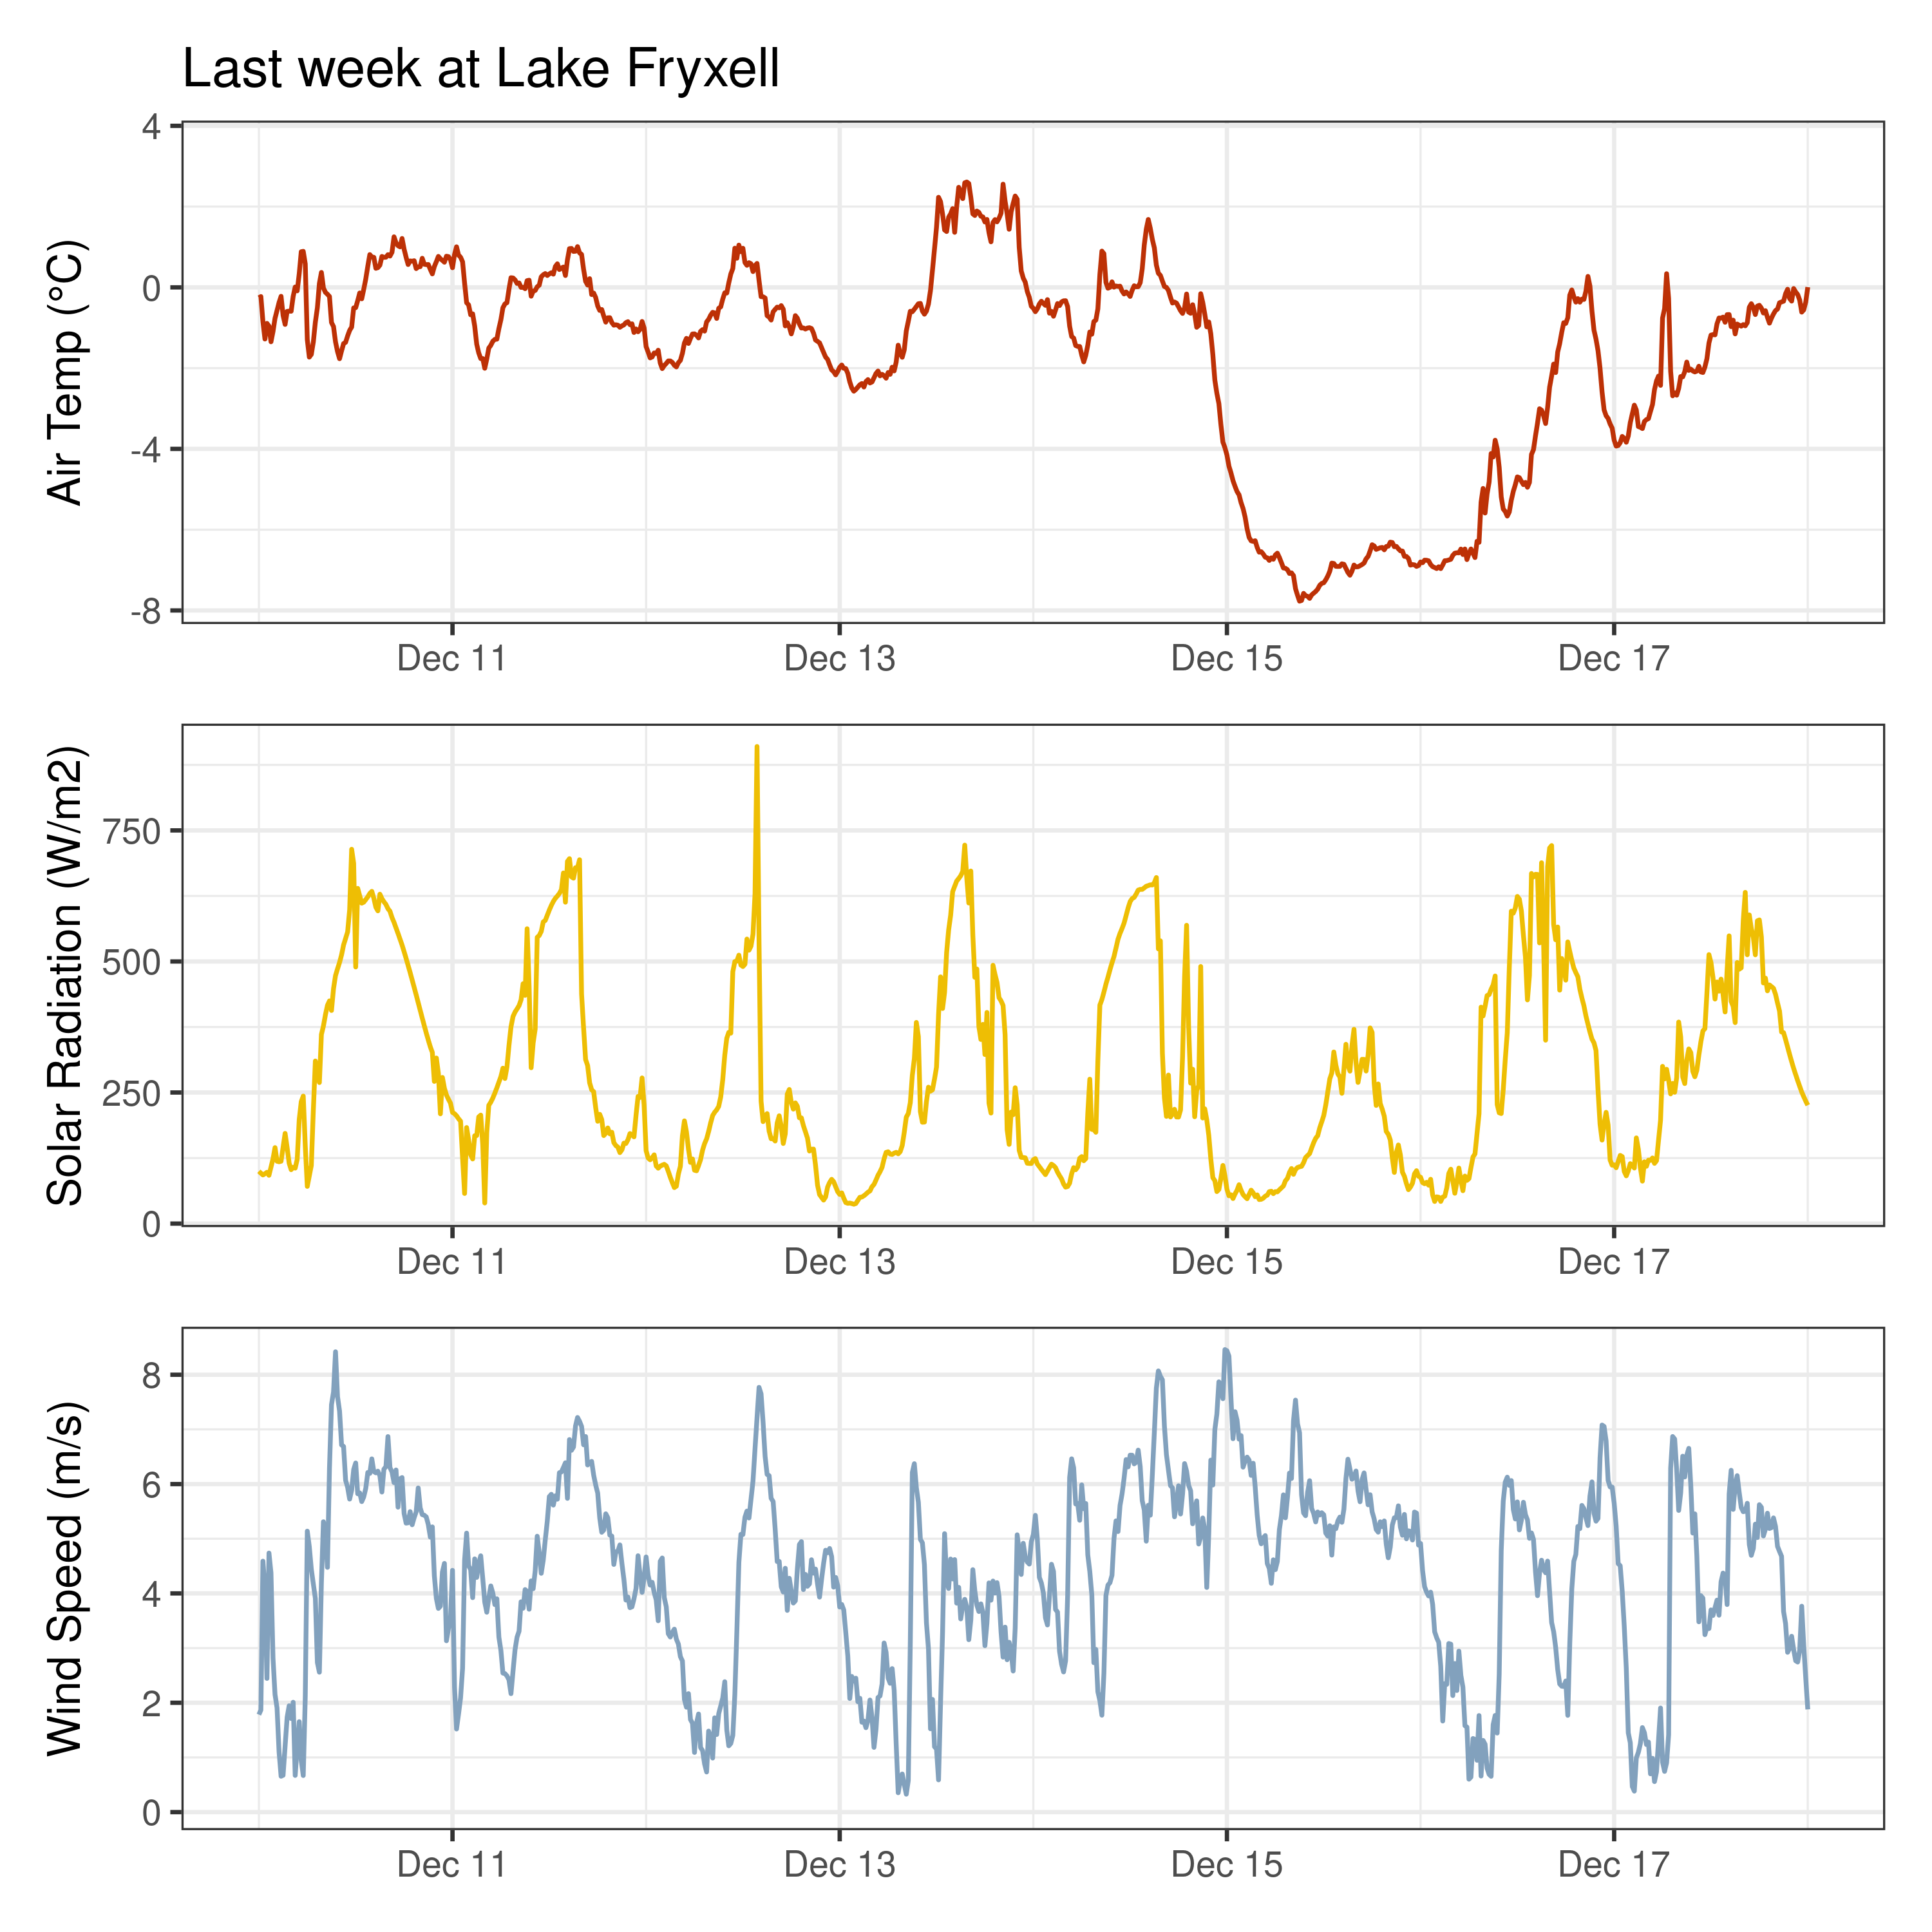 Last week at Lake Fryxell
Air Temp (°C)
4
0
-4
-8
Dec 11 Dec 13 Dec 15 Dec 17
Solar Radiation (W/m2)
750
500
250
0
Dec 11 Dec 13 Dec 15 Dec 17
Wind Speed (m/s)
8
6
4
2
0
Dec 11 Dec 13 Dec 15 Dec 17